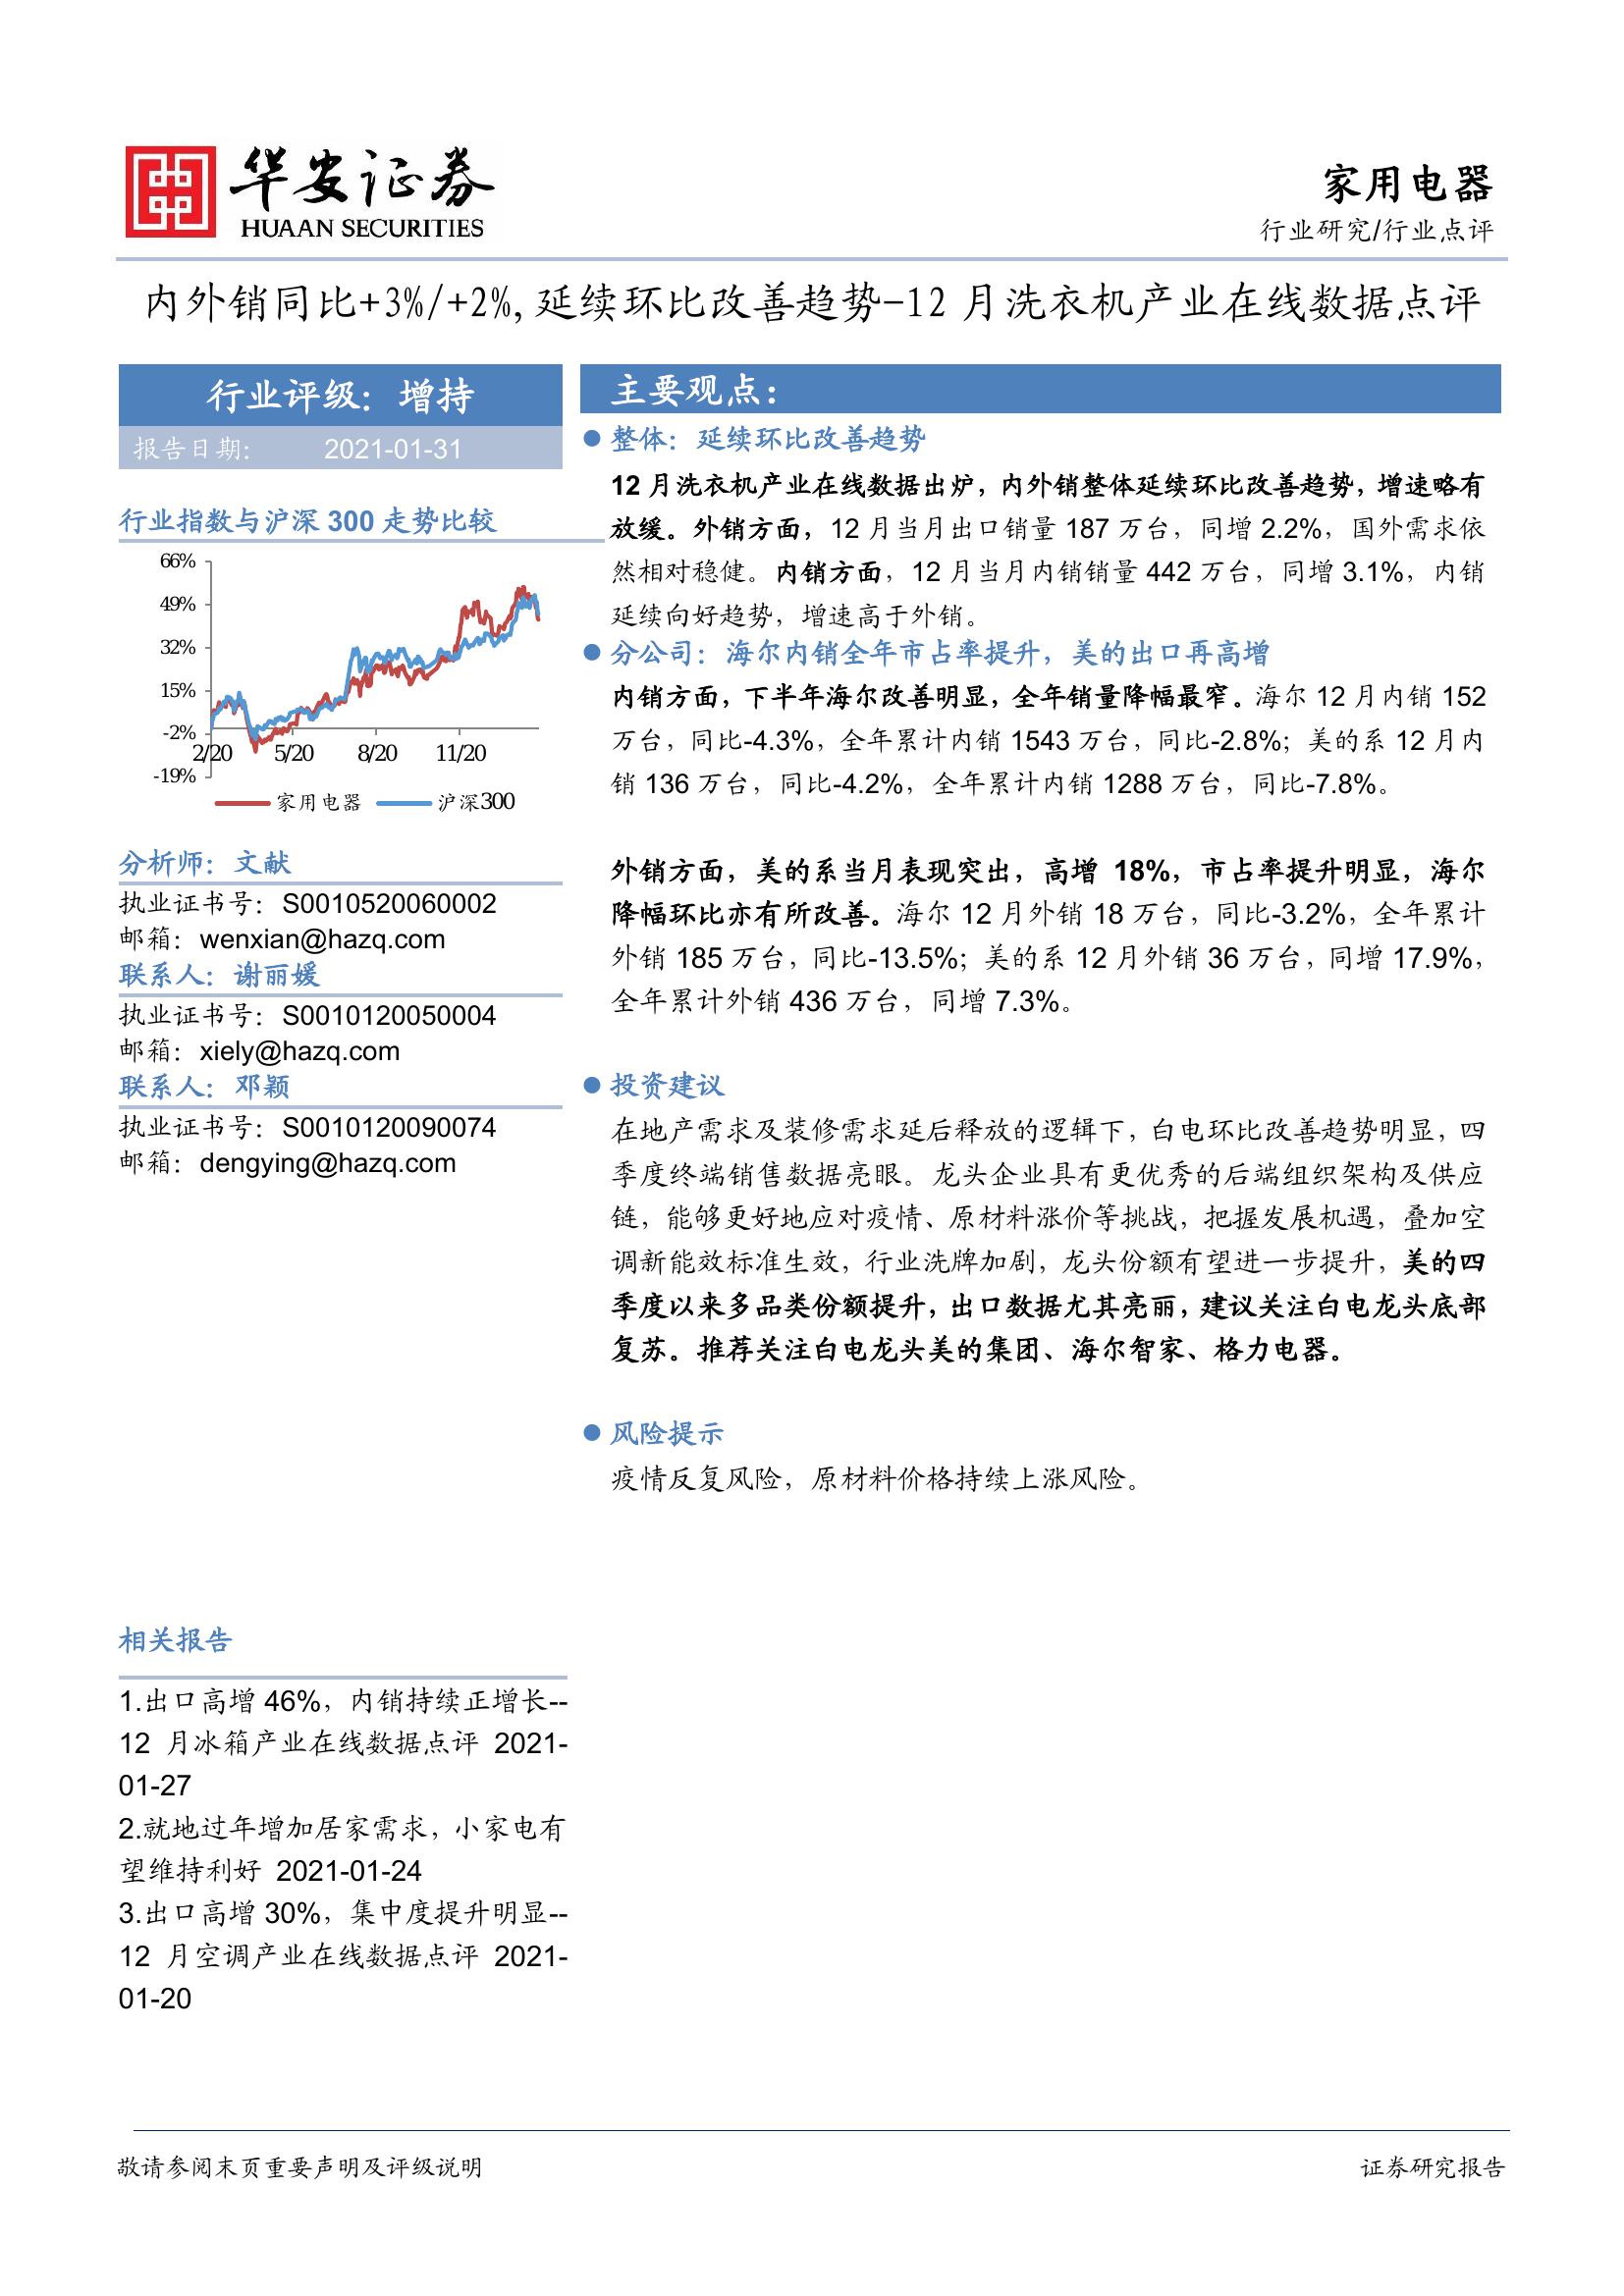 华安证券
HUAAN SECURITIES
家用电器
行业研究/行业点评
内外销同比+3%/+2%,延续环比改善趋势-12 月洗衣机产业在线数据点评
行业评级：增持
报告日期： 2021-01-31
行业指数与沪深 300 走势比较
66%
49%
32%
15%
-2%
-19%
2/20 5/20 8/20 11/20
家用电器 沪深300
分析师：文献
执业证书号：S0010520060002
邮箱：wenxian@hazq.com
联系人：谢丽媛
执业证书号：S0010120050004
邮箱：xiely@hazq.com
联系人：邓颖
执业证书号：S0010120090074
邮箱：dengying@hazq.com
相关报告
1.出口高增 46%，内销持续正增长--
12 月冰箱产业在线数据点评 2021-
01-27
2.就地过年增加居家需求，小家电有
望维持利好 2021-01-24
3.出口高增 30%，集中度提升明显--
12 月空调产业在线数据点评 2021-
01-20
主要观点：
● 整体：延续环比改善趋势
12 月洗衣机产业在线数据出炉，内外销整体延续环比改善趋势，增速略有
放缓。外销方面，12 月当月出口销量 187 万台，同增 2.2%，国外需求依
然相对稳健。内销方面，12 月当月内销销量 442 万台，同增 3.1%，内销
延续向好趋势，增速高于外销。
● 分公司：海尔内销全年市占率提升，美的出口再高增
内销方面，下半年海尔改善明显，全年销量降幅最窄。海尔 12 月内销 152
万台，同比-4.3%，全年累计内销 1543 万台，同比-2.8%；美的系 12 月内
销 136 万台，同比-4.2%，全年累计内销 1288 万台，同比-7.8%。
外销方面，美的系当月表现突出，高增 18%，市占率提升明显，海尔
降幅环比亦有所改善。海尔 12 月外销 18 万台，同比-3.2%，全年累计
外销 185 万台，同比-13.5%；美的系 12 月外销 36 万台，同增 17.9%，
全年累计外销 436 万台，同增 7.3%。
● 投资建议
在地产需求及装修需求延后释放的逻辑下，白电环比改善趋势明显，四
季度终端销售数据亮眼。龙头企业具有更优秀的后端组织架构及供应
链，能够更好地应对疫情、原材料涨价等挑战，把握发展机遇，叠加空
调新能效标准生效，行业洗牌加剧，龙头份额有望进一步提升，美的四
季度以来多品类份额提升，出口数据尤其亮丽，建议关注白电龙头底部
复苏。推荐关注白电龙头美的集团、海尔智家、格力电器。
● 风险提示
疫情反复风险，原材料价格持续上涨风险。
敬请参阅末页重要声明及评级说明
证券研究报告